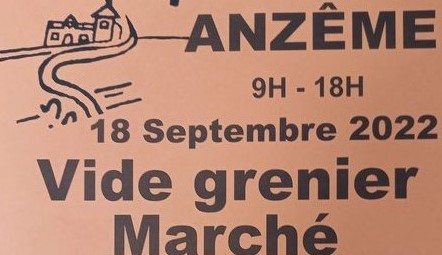 ANZÊME
9H - 18H
18 Septembre 2022
Vide grenier
Marché